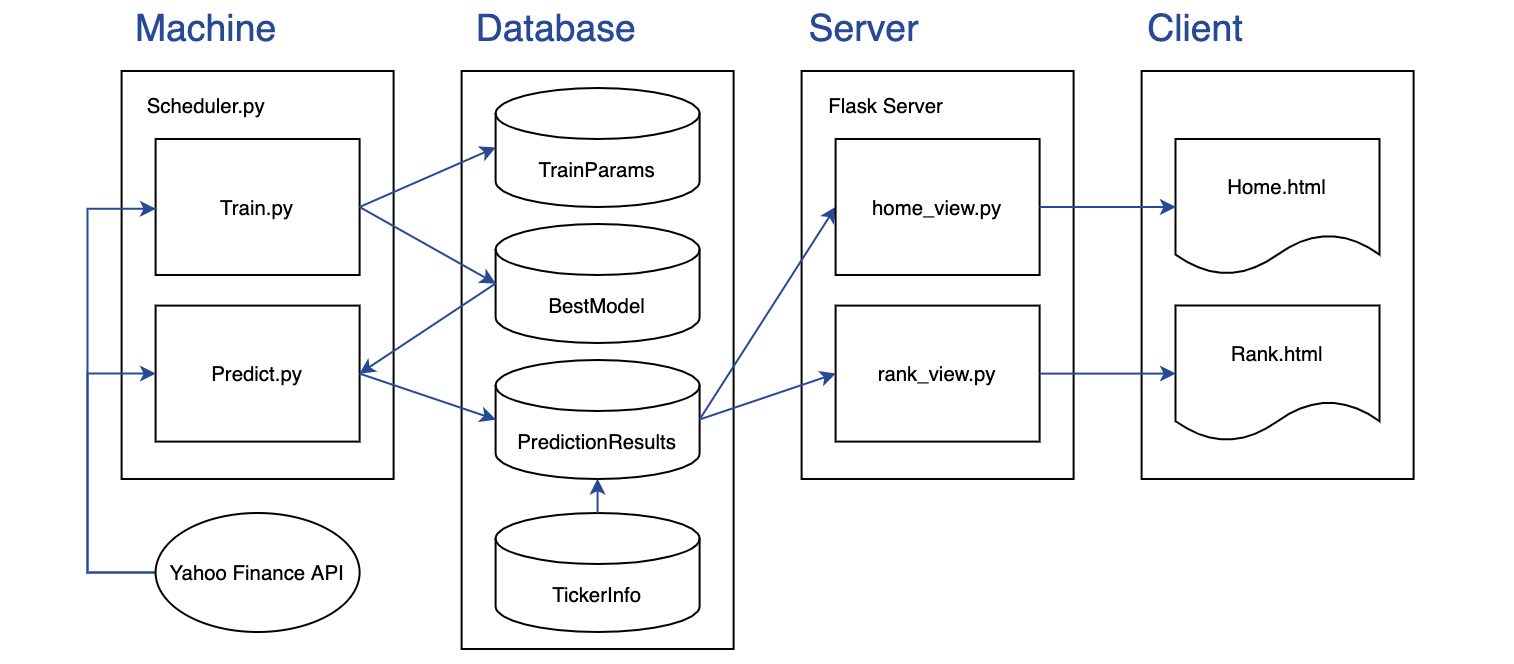 Machine
Database
Server
Client
Scheduler.py
Train.py
Predict.py
Yahoo Finance API
TrainParams
BestModel
PredictionResults
TickerInfo
Flask Server
home_view.py
rank_view.py
Home.html
Rank.html